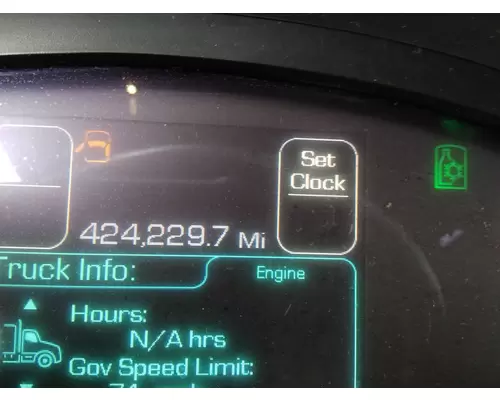 Set
Clock
424,229.7 Mi
Truck Info:
Engine
Hours:
N/A hrs
Gov Speed Limit: